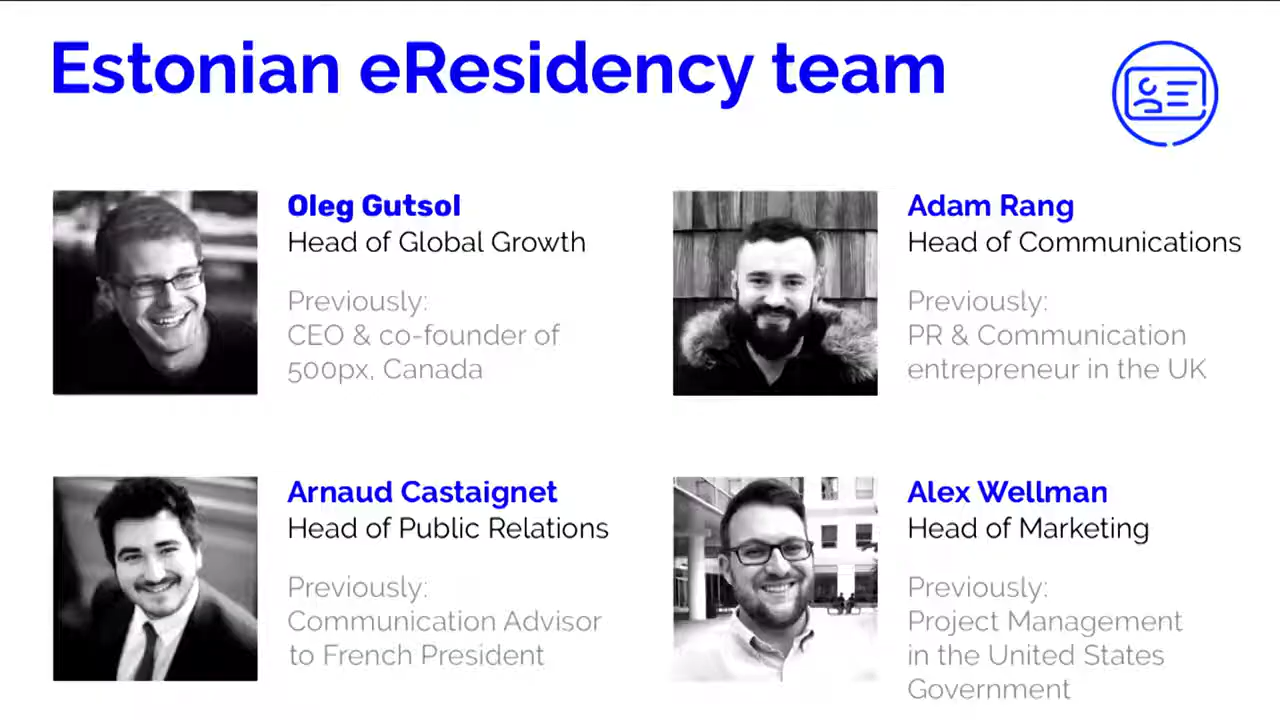 Estonian eResidency team
Oleg Gutsol
Head of Global Growth
Previously:
CEO & co-founder of
500px, Canada
Adam Rang
Head of Communications
Previously:
PR & Communication
entrepreneur in the UK
Arnaud Castaignet
Head of Public Relations
Previously:
Communication Advisor
to French President
Alex Wellman
Head of Marketing
Previously:
Project Management
in the United States
Government